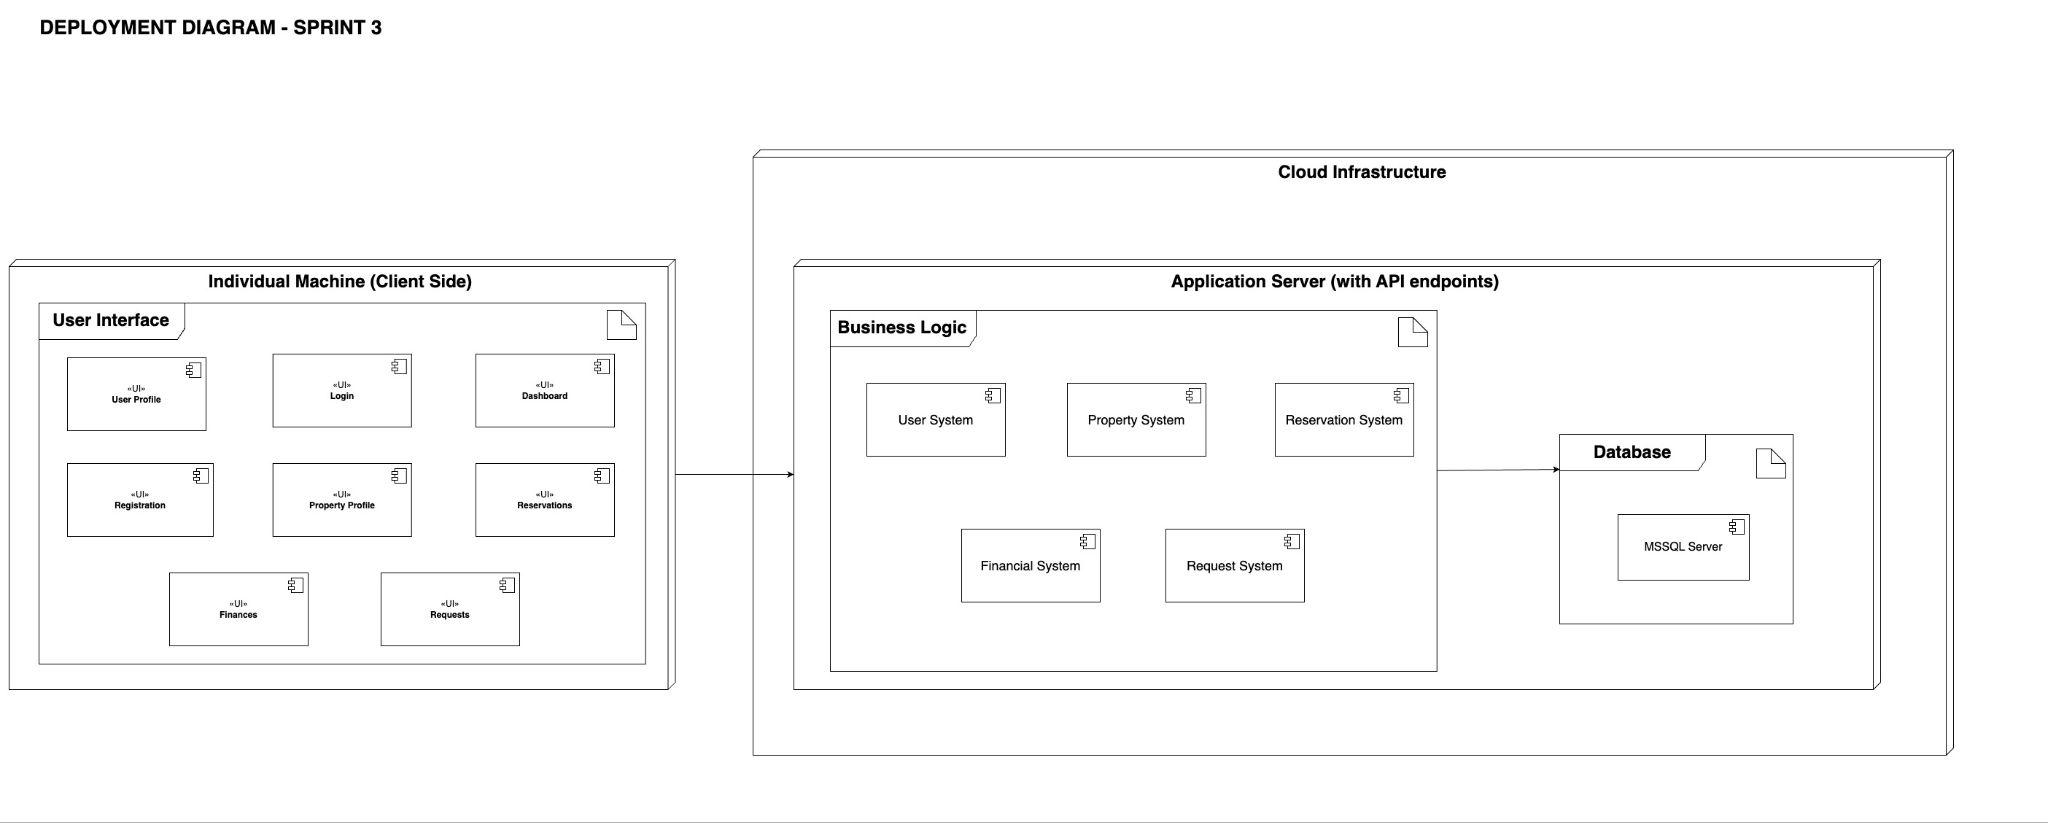 DEPLOYMENT DIAGRAM - SPRINT 3
Cloud Infrastructure
Individual Machine (Client Side)
User Interface
«UI»
User Profile
«UI»
Login
«UI»
Dashboard
«UI»
Registration
«UI»
Property Profile
«UI»
Reservations
«UI»
Finances
«UI»
Requests
Application Server (with API endpoints)
Business Logic
User System
Property System
Reservation System
Financial System
Request System
Database
MSSQL Server